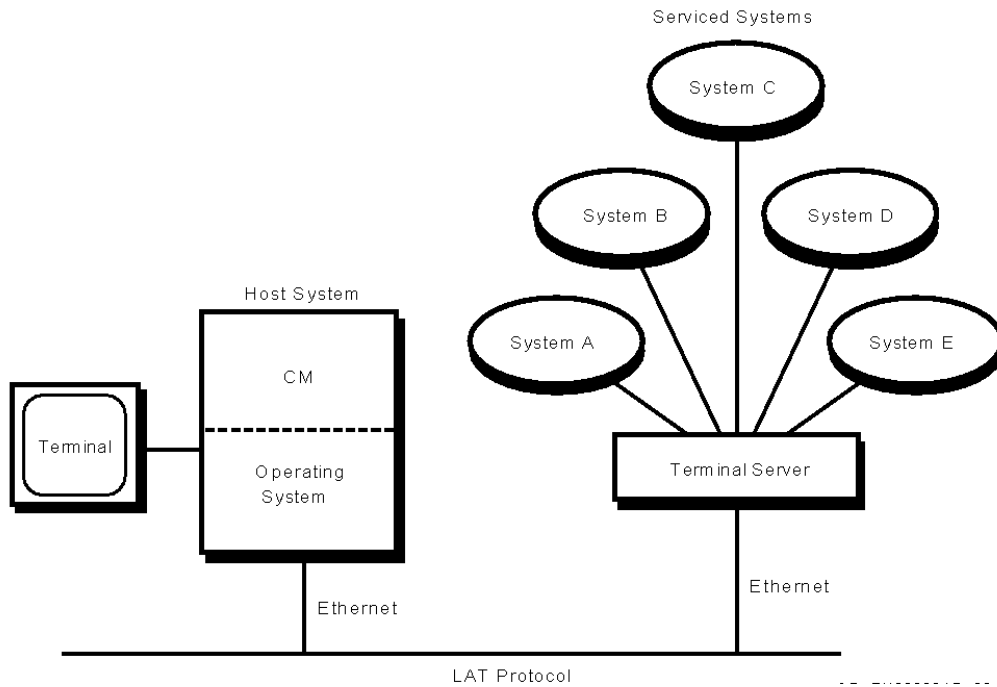 Serviced Systems
System C
System B
System D
Host System
System A
System E
CM
Terminal
Operating
System
Terminal Server
Ethernet
Ethernet
LAT Protocol